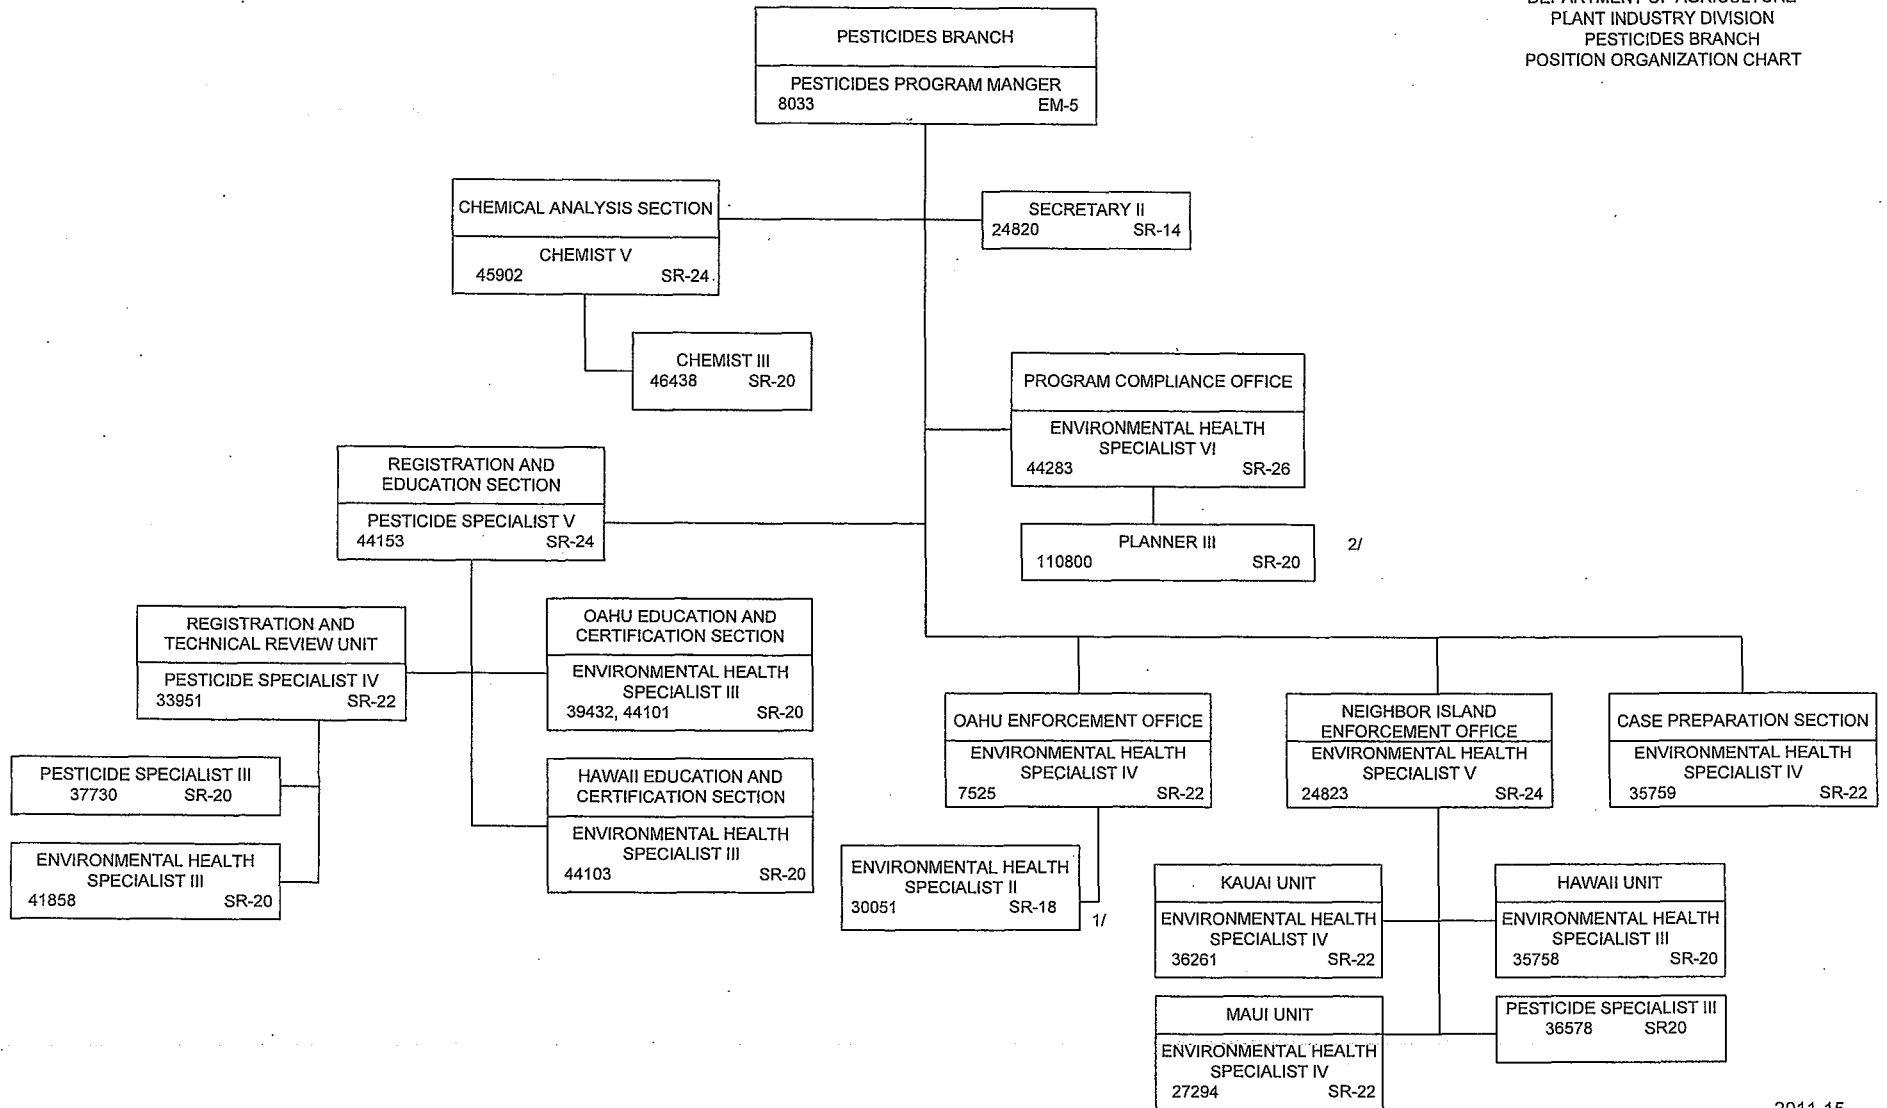 DEPARTMENT OF AGRICULTURE
PLANT INDUSTRY DIVISION
PESTICIDES BRANCH
POSITION ORGANIZATION CHART
PESTICIDES BRANCH
PESTICIDES PROGRAM MANGER
8033 EM-5
CHEMICAL ANALYSIS SECTION
CHEMIST V
45902 SR-24
SECRETARY II
24820 SR-14
CHEMIST III
46438 SR-20
PROGRAM COMPLIANCE OFFICE
ENVIRONMENTAL HEALTH
SPECIALIST VI
44283 SR-26
PLANNER III
110800 SR-20
2/
REGISTRATION AND
EDUCATION SECTION
PESTICIDE SPECIALIST V
44153 SR-24
REGISTRATION AND
TECHNICAL REVIEW UNIT
PESTICIDE SPECIALIST IV
33951 SR-22
OAHU EDUCATION AND
CERTIFICATION SECTION
ENVIRONMENTAL HEALTH
SPECIALIST III
39432, 44101 SR-20
PESTICIDE SPECIALIST III
37730 SR-20
ENVIRONMENTAL HEALTH
SPECIALIST III
41858 SR-20
HAWAII EDUCATION AND
CERTIFICATION SECTION
ENVIRONMENTAL HEALTH
SPECIALIST III
44103 SR-20
OAHU ENFORCEMENT OFFICE
ENVIRONMENTAL HEALTH
SPECIALIST IV
7525 SR-22
ENVIRONMENTAL HEALTH
SPECIALIST II
30051 SR-18
1/
NEIGHBOR ISLAND
ENFORCEMENT OFFICE
ENVIRONMENTAL HEALTH
SPECIALIST V
24823 SR-24
CASE PREPARATION SECTION
ENVIRONMENTAL HEALTH
SPECIALIST IV
35759 SR-22
KAUAI UNIT
ENVIRONMENTAL HEALTH
SPECIALIST IV
36261 SR-22
HAWAII UNIT
ENVIRONMENTAL HEALTH
SPECIALIST III
35758 SR-20
MAUI UNIT
ENVIRONMENTAL HEALTH
SPECIALIST IV
27294 SR-22
PESTICIDE SPECIALIST III
36578 SR20
2011-15